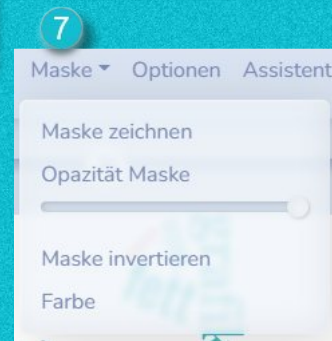 7
Maske Optionen Assistent
Maske zeichnen
Opazität Maske
Maske invertieren
Farbe